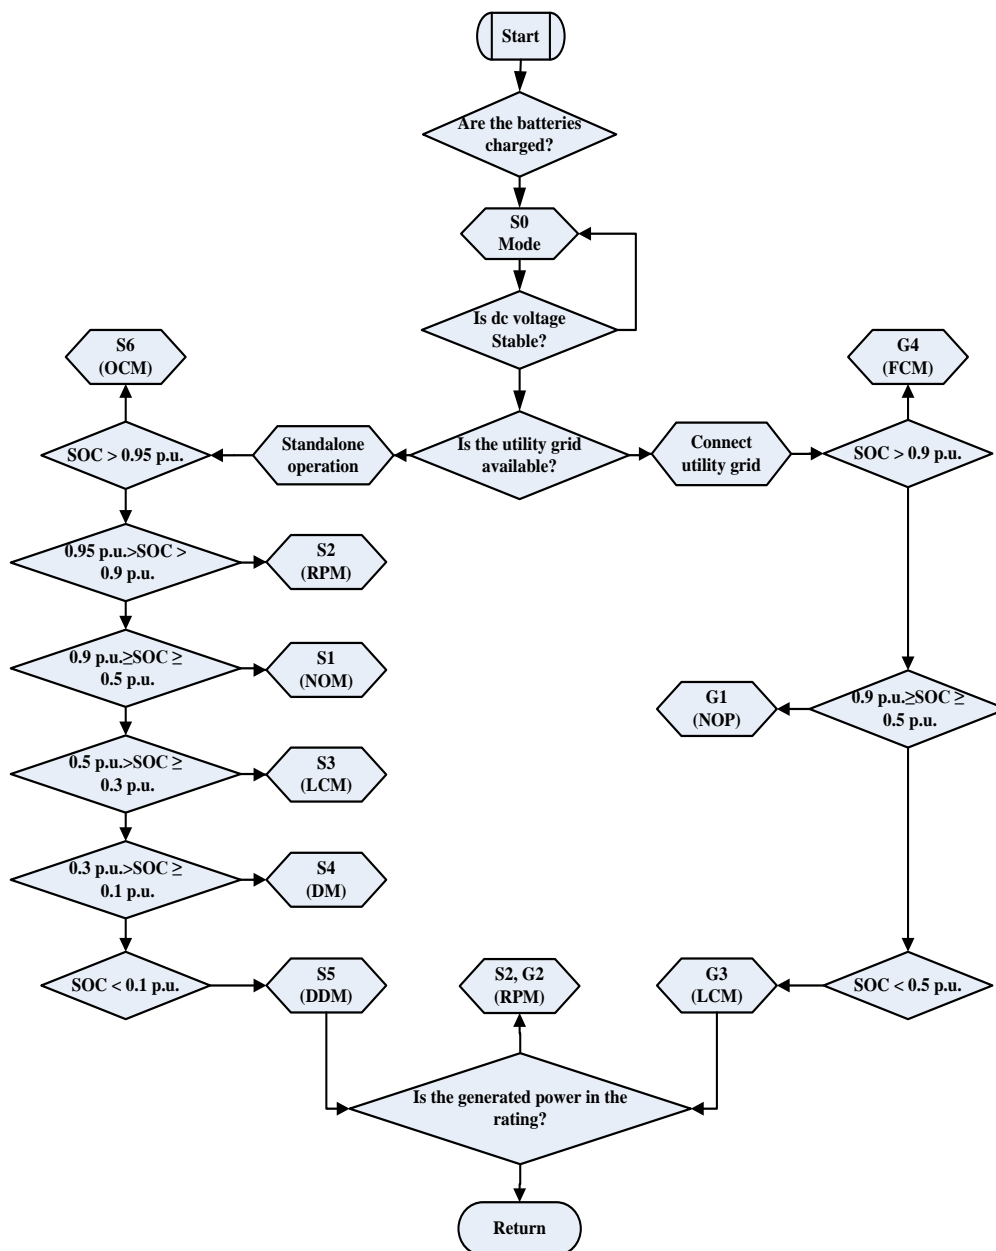 Start
Are the batteries
charged?
S0
Mode
Is dc voltage
Stable?
S6
(OCM)
G4
(FCM)
SOC > 0.95 p.u.
Standalone
operation
Is the utility grid
available?
Connect
utility grid
SOC > 0.9 p.u.
0.95 p.u.>SOC >
0.9 p.u.
S2
(RPM)
0.9 p.u.≥SOC ≥
0.5 p.u.
S1
(NOM)
G1
(NOP)
0.9 p.u.≥SOC ≥
0.5 p.u.
0.5 p.u.>SOC ≥
0.3 p.u.
S3
(LCM)
0.3 p.u.>SOC ≥
0.1 p.u.
S4
(DM)
SOC < 0.1 p.u.
S5
(DDM)
S2, G2
(RPM)
G3
(LCM)
SOC < 0.5 p.u.
Is the generated power in the
rating?
Return